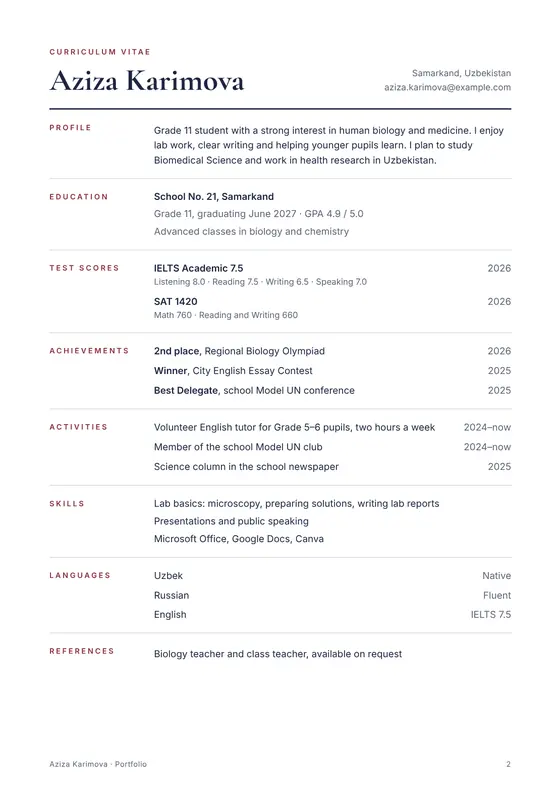 CURRICULUM VITAE
Aziza Karimova
Samarkand, Uzbekistan
aziza.karimova@example.com
PROFILE
Grade 11 student with a strong interest in human biology and medicine. I enjoy
lab work, clear writing and helping younger pupils learn. I plan to study
Biomedical Science and work in health research in Uzbekistan.
EDUCATION
School No. 21, Samarkand
Grade 11, graduating June 2027 · GPA 4.9 / 5.0
Advanced classes in biology and chemistry
TEST SCORES
IELTS Academic 7.5 2026
Listening 8.0 · Reading 7.5 · Writing 6.5 · Speaking 7.0
SAT 1420 2026
Math 760 · Reading and Writing 660
ACHIEVEMENTS
2nd place, Regional Biology Olympiad 2026
Winner, City English Essay Contest 2025
Best Delegate, school Model UN conference 2025
ACTIVITIES
Volunteer English tutor for Grade 5–6 pupils, two hours a week 2024–now
Member of the school Model UN club 2024–now
Science column in the school newspaper 2025
SKILLS
Lab basics: microscopy, preparing solutions, writing lab reports
Presentations and public speaking
Microsoft Office, Google Docs, Canva
LANGUAGES
Uzbek Native
Russian Fluent
English IELTS 7.5
REFERENCES
Biology teacher and class teacher, available on request
Aziza Karimova · Portfolio 2